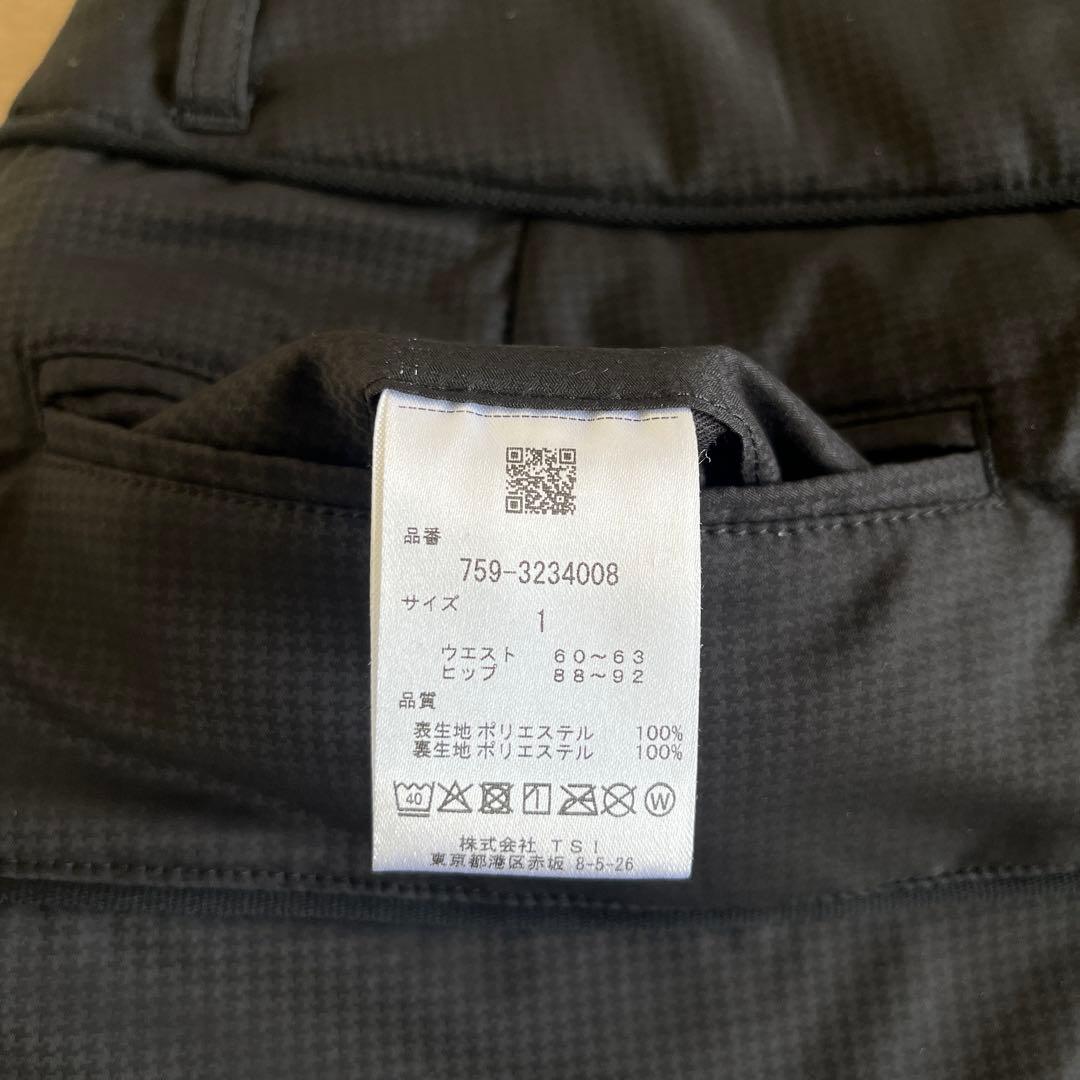 品番
759-3234008
サイズ
1
ウエスト 60～63
ヒップ 88～92
品質
表生地 ポリエステル 100%
裏生地 ポリエステル 100%
40 W
株式会社 TSI
東京都港区赤坂 8-5-26